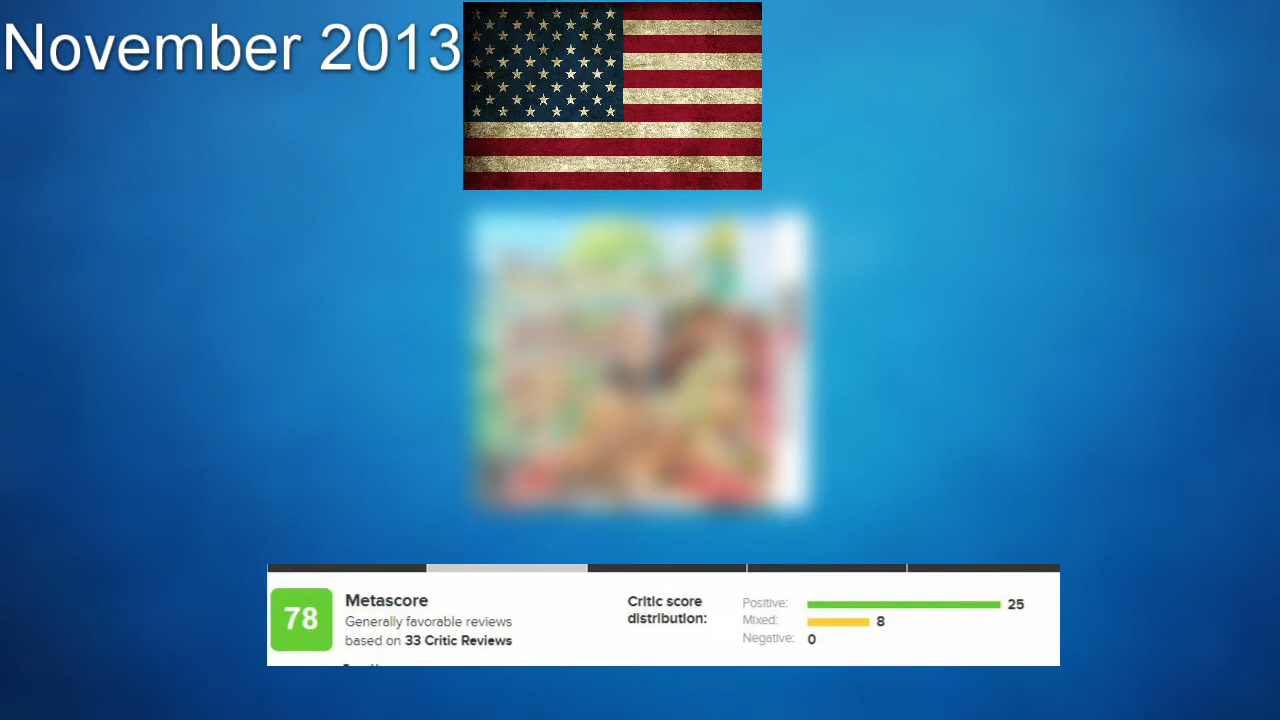 November 2013
78
Metascore
Generally favorable reviews
based on 33 Critic Reviews
Critic score
distribution:
Positive: 25
Mixed: 8
Negative: 0